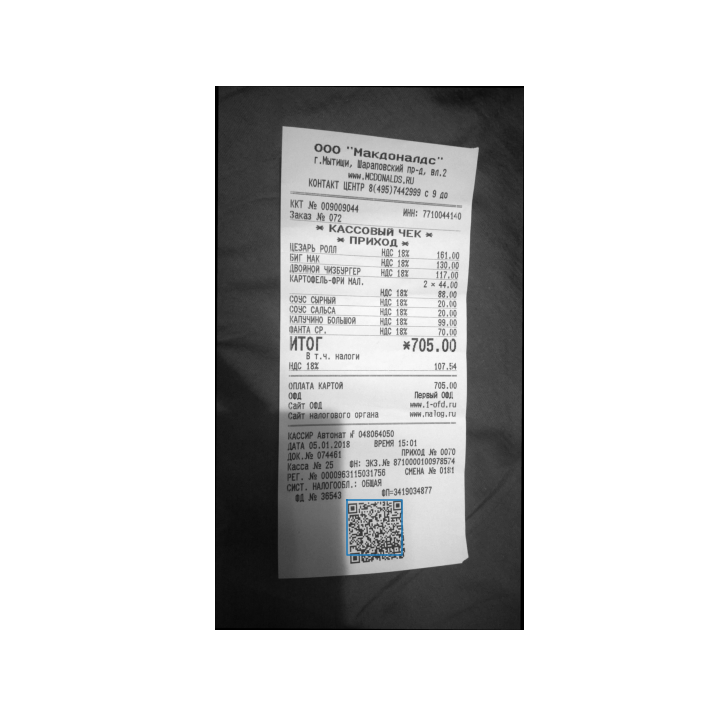 ООО "Макдоналдс"
г.Мытищи, Шараповский пр-д, вл.2
www.MCDONALDS.RU
КОНТАКТ ЦЕНТР 8(495)7442999 с 9 до
ККТ № 009009044 ИНН: 7710044140
Заказ № 072
* КАССОВЫЙ ЧЕК *
* ПРИХОД *
ЦЕЗАРЬ РОЛЛ НДС 18% 161.00
БИГ МАК НДС 18% 130.00
ДВОЙНОЙ ЧИЗБУРГЕР НДС 18% 117.00
КАРТОФЕЛЬ-ФРИ МАЛ. 2 * 44.00
НДС 18% 88.00
СОУС СЫРНЫЙ НДС 18% 20.00
СОУС САЛЬСА НДС 18% 20.00
КАПУЧИНО БОЛЬШОЙ НДС 18% 99.00
ФАНТА СР. НДС 18% 70.00
ИТОГ *705.00
В т.ч. налоги
НДС 18% 107.54
ОПЛАТА КАРТОЙ 705.00
ОФД Первый ОФД
Сайт ОФД www.1-ofd.ru
Сайт налогового органа www.nalog.ru
КАССИР Автомат № 048064050
ДАТА 05.01.2018 ВРЕМЯ 15:01
ДОК.№ 074461 ПРИХОД № 0070
Касса № 25 ФН: ЭКЗ.№ 8710000100978574
РЕГ. № 0000963115031756 СМЕНА № 0181
СИСТ. НАЛОГООБЛ.: ОБЩАЯ
ФД № 36543 ФП=3419034877